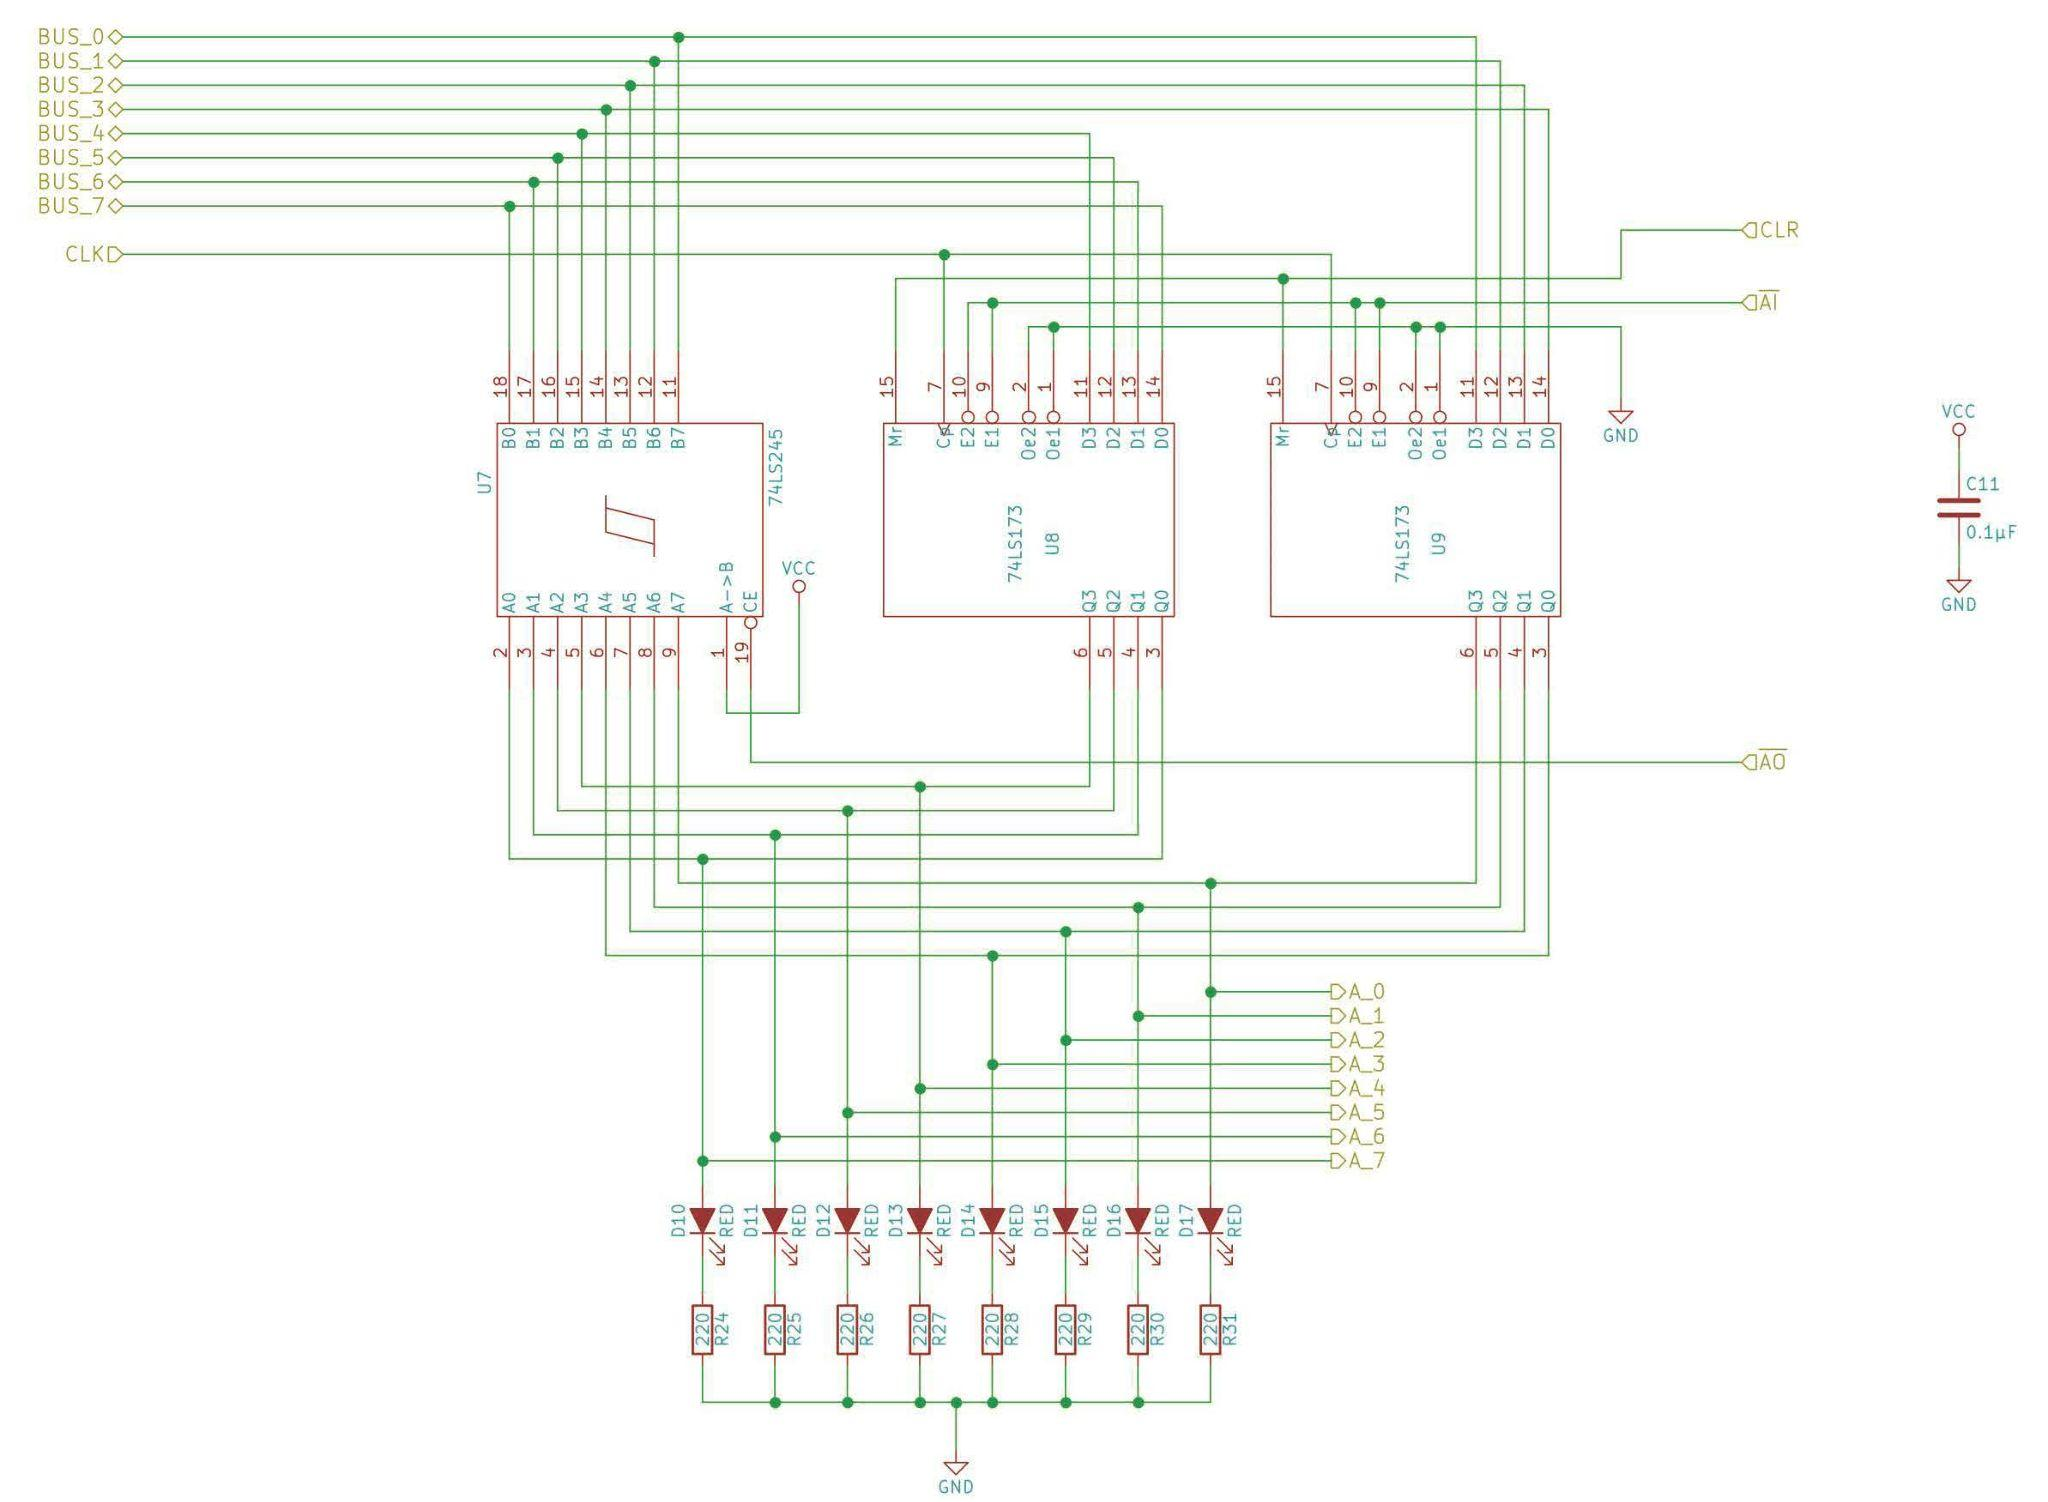 BUS_0
BUS_1
BUS_2
BUS_3
BUS_4
BUS_5
BUS_6
BUS_7
CLK
CLR
A̅I̅
18 17 16 15 14 13 12 11
15 7 10 9 2 1 11 12 13 14
15 7 10 9 2 1 11 12 13 14
GND
B0 B1 B2 B3 B4 B5 B6 B7
Mr Cp E2 E1 Oe2 Oe1 D3 D2 D1 D0
Mr Cp E2 E1 Oe2 Oe1 D3 D2 D1 D0
U7
74LS245
74LS173
U8
74LS173
U9
VCC
C11
0.1µF
GND
VCC
A0 A1 A2 A3 A4 A5 A6 A7 A->B CE
Q3 Q2 Q1 Q0
Q3 Q2 Q1 Q0
2 3 4 5 6 7 8 9 1 19
6 5 4 3
6 5 4 3
A̅O̅
A_0
A_1
A_2
A_3
A_4
A_5
A_6
A_7
D10 RED D11 RED D12 RED D13 RED D14 RED D15 RED D16 RED D17 RED
220 R24 220 R25 220 R26 220 R27 220 R28 220 R29 220 R30 220 R31
GND